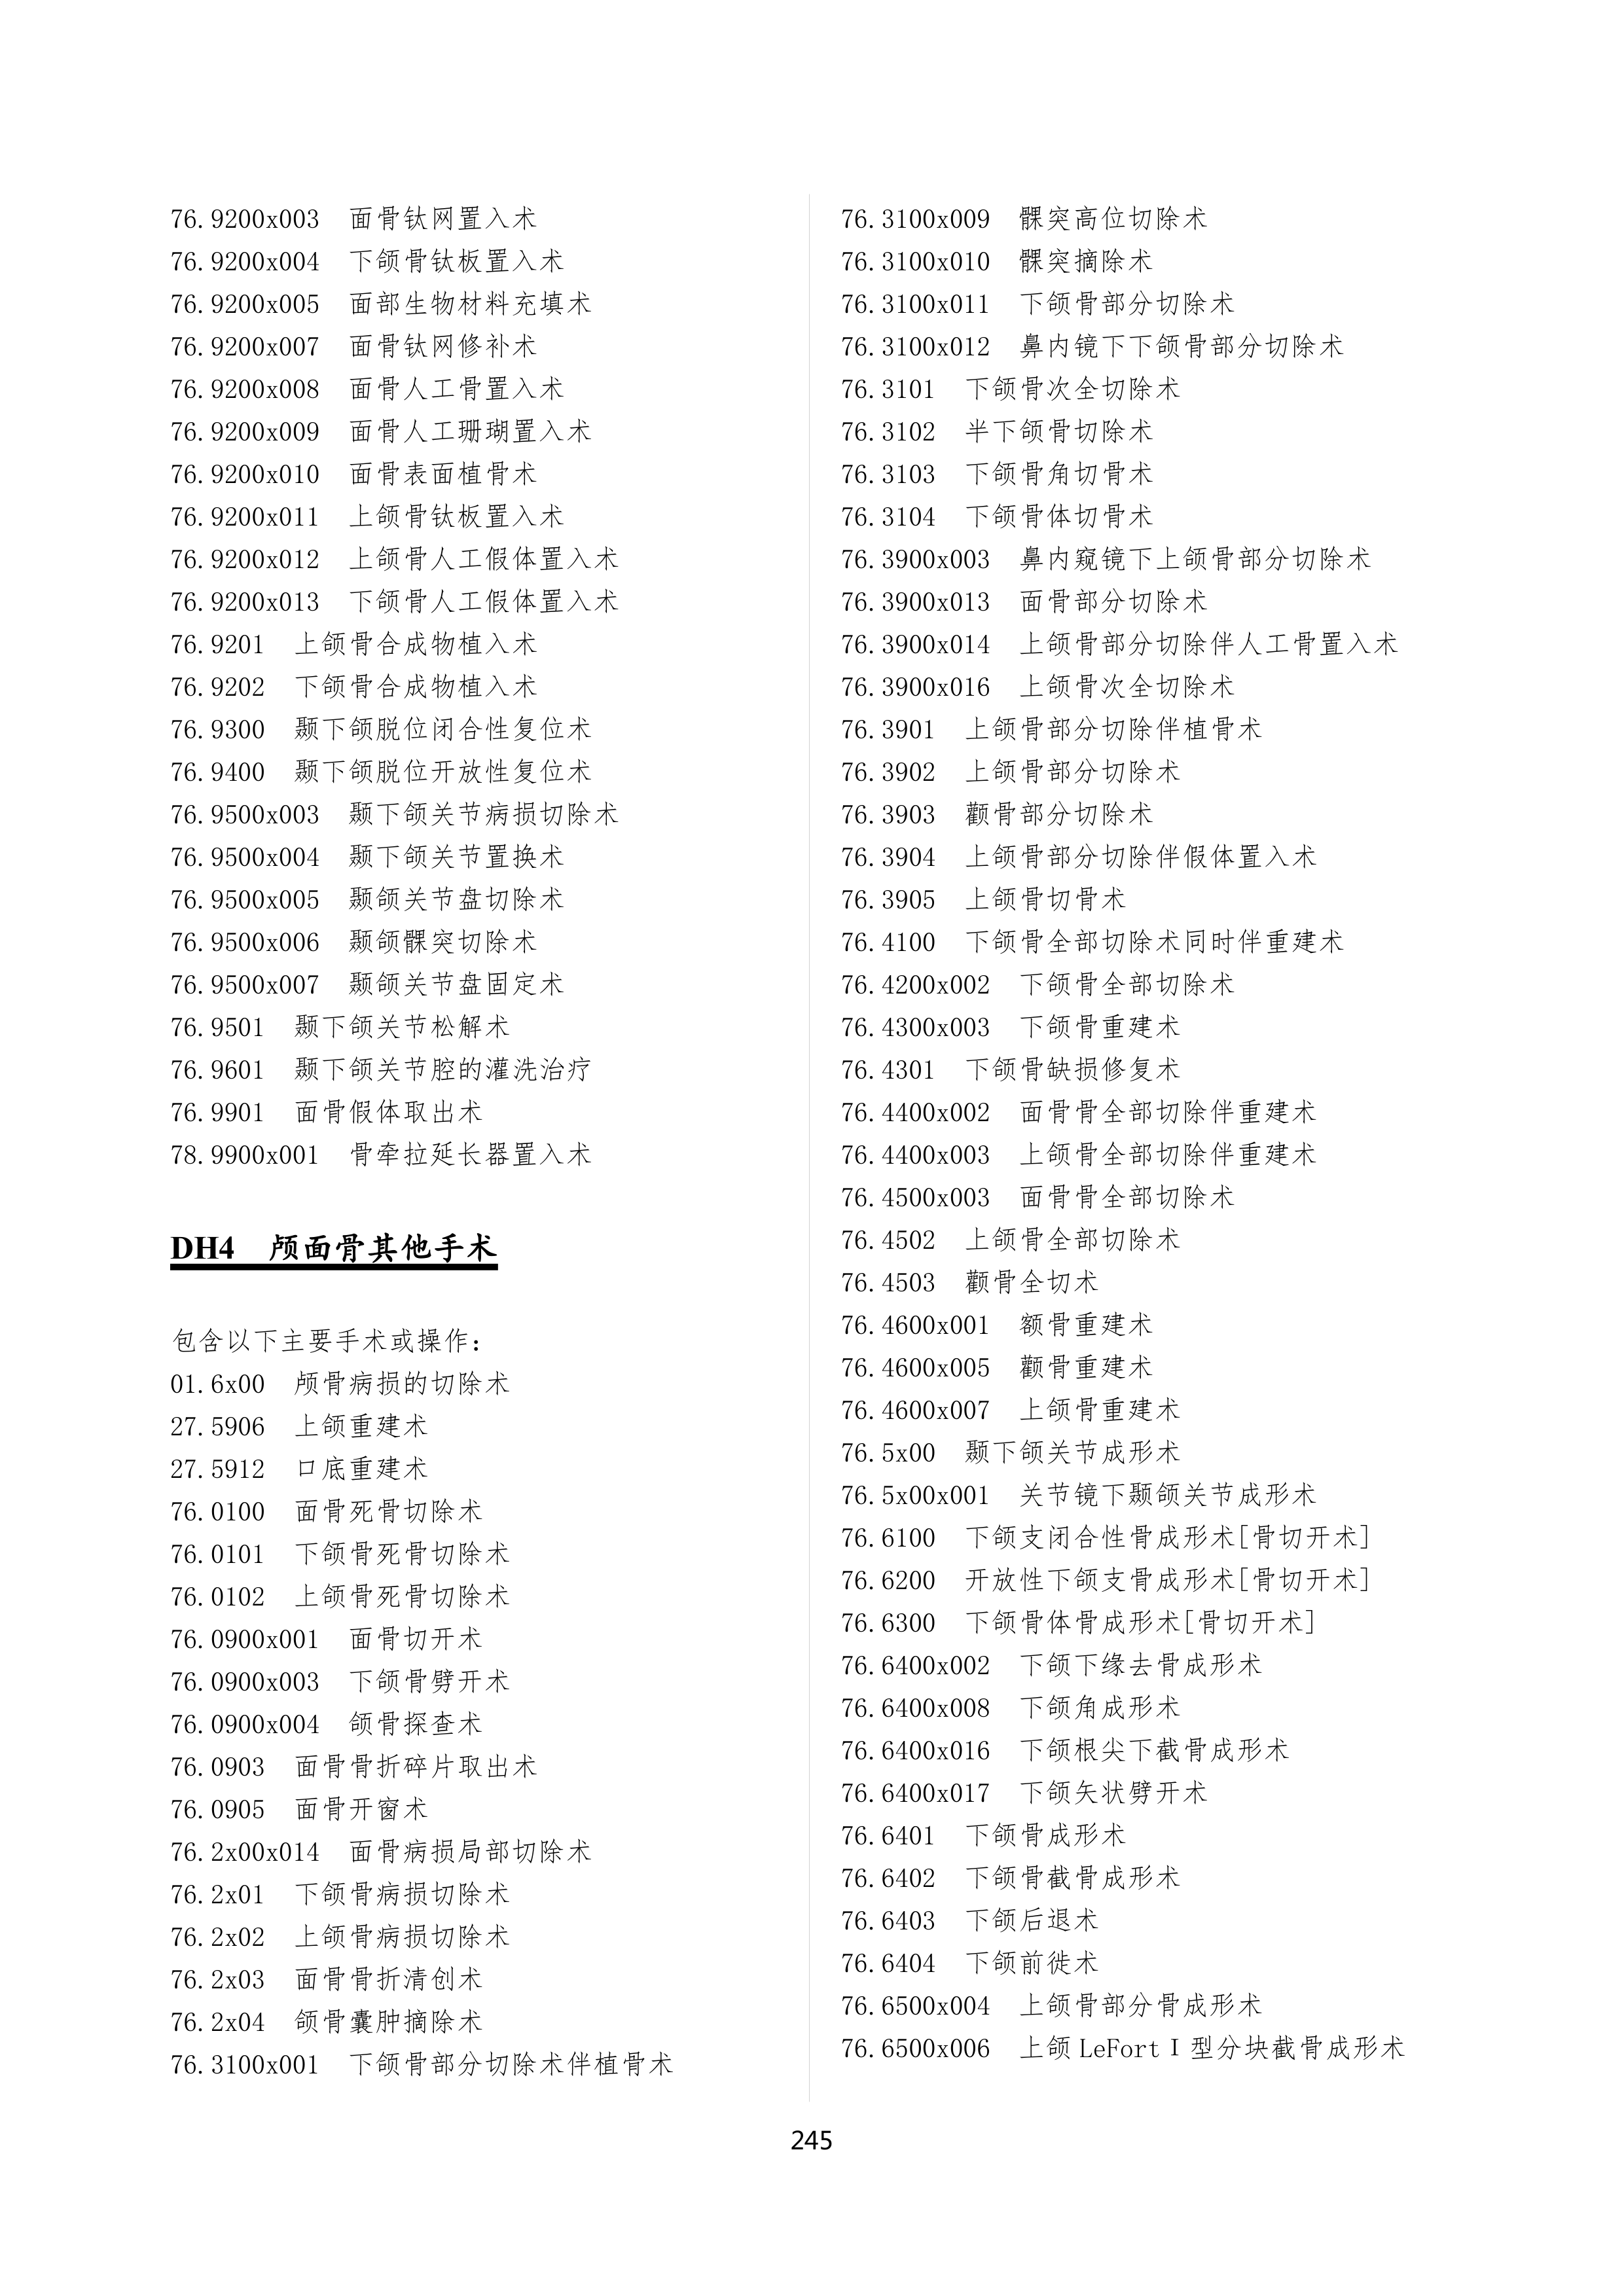 76.9200x003　面骨钛网置入术
76.9200x004　下颌骨钛板置入术
76.9200x005　面部生物材料充填术
76.9200x007　面骨钛网修补术
76.9200x008　面骨人工骨置入术
76.9200x009　面骨人工珊瑚置入术
76.9200x010　面骨表面植骨术
76.9200x011　上颌骨钛板置入术
76.9200x012　上颌骨人工假体置入术
76.9200x013　下颌骨人工假体置入术
76.9201　上颌骨合成物植入术
76.9202　下颌骨合成物植入术
76.9300　颞下颌脱位闭合性复位术
76.9400　颞下颌脱位开放性复位术
76.9500x003　颞下颌关节病损切除术
76.9500x004　颞下颌关节置换术
76.9500x005　颞颌关节盘切除术
76.9500x006　颞颌髁突切除术
76.9500x007　颞颌关节盘固定术
76.9501　颞下颌关节松解术
76.9601　颞下颌关节腔的灌洗治疗
76.9901　面骨假体取出术
78.9900x001　骨牵拉延长器置入术
DH4　颅面骨其他手术
包含以下主要手术或操作：
01.6x00　颅骨病损的切除术
27.5906　上颌重建术
27.5912　口底重建术
76.0100　面骨死骨切除术
76.0101　下颌骨死骨切除术
76.0102　上颌骨死骨切除术
76.0900x001　面骨切开术
76.0900x003　下颌骨劈开术
76.0900x004　颌骨探查术
76.0903　面骨骨折碎片取出术
76.0905　面骨开窗术
76.2x00x014　面骨病损局部切除术
76.2x01　下颌骨病损切除术
76.2x02　上颌骨病损切除术
76.2x03　面骨骨折清创术
76.2x04　颌骨囊肿摘除术
76.3100x001　下颌骨部分切除术伴植骨术
76.3100x009　髁突高位切除术
76.3100x010　髁突摘除术
76.3100x011　下颌骨部分切除术
76.3100x012　鼻内镜下下颌骨部分切除术
76.3101　下颌骨次全切除术
76.3102　半下颌骨切除术
76.3103　下颌骨角切骨术
76.3104　下颌骨体切骨术
76.3900x003　鼻内窥镜下上颌骨部分切除术
76.3900x013　面骨部分切除术
76.3900x014　上颌骨部分切除伴人工骨置入术
76.3900x016　上颌骨次全切除术
76.3901　上颌骨部分切除伴植骨术
76.3902　上颌骨部分切除术
76.3903　颧骨部分切除术
76.3904　上颌骨部分切除伴假体置入术
76.3905　上颌骨切骨术
76.4100　下颌骨全部切除术同时伴重建术
76.4200x002　下颌骨全部切除术
76.4300x003　下颌骨重建术
76.4301　下颌骨缺损修复术
76.4400x002　面骨骨全部切除伴重建术
76.4400x003　上颌骨全部切除伴重建术
76.4500x003　面骨骨全部切除术
76.4502　上颌骨全部切除术
76.4503　颧骨全切术
76.4600x001　额骨重建术
76.4600x005　颧骨重建术
76.4600x007　上颌骨重建术
76.5x00　颞下颌关节成形术
76.5x00x001　关节镜下颞颌关节成形术
76.6100　下颌支闭合性骨成形术[骨切开术]
76.6200　开放性下颌支骨成形术[骨切开术]
76.6300　下颌骨体骨成形术[骨切开术]
76.6400x002　下颌下缘去骨成形术
76.6400x008　下颌角成形术
76.6400x016　下颌根尖下截骨成形术
76.6400x017　下颌矢状劈开术
76.6401　下颌骨成形术
76.6402　下颌骨截骨成形术
76.6403　下颌后退术
76.6404　下颌前徙术
76.6500x004　上颌骨部分骨成形术
76.6500x006　上颌 LeFortⅠ型分块截骨成形术
245